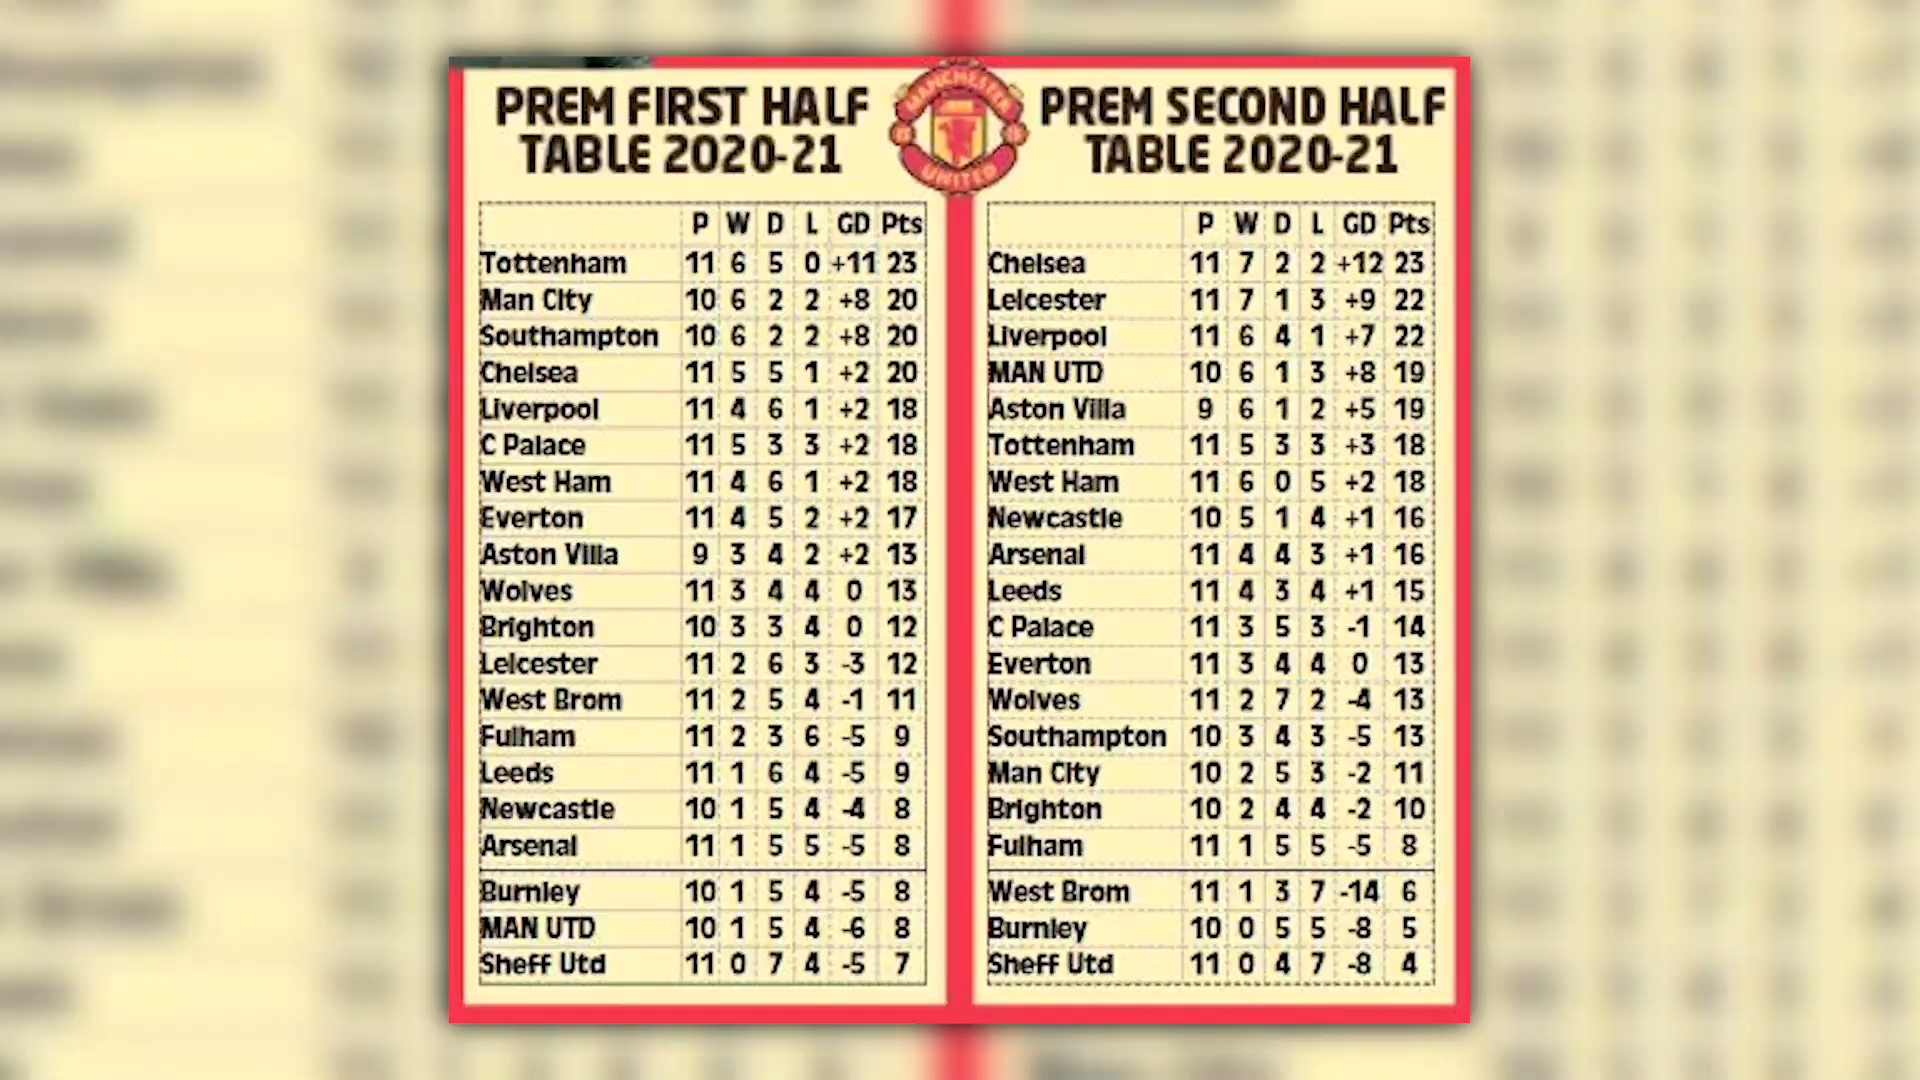 PREM FIRST HALF
TABLE 2020-21
P W D L GD Pts
Tottenham 11 6 5 0 +11 23
Man City 10 6 2 2 +8 20
Southampton 10 6 2 2 +8 20
Chelsea 11 5 5 1 +2 20
Liverpool 11 4 6 1 +2 18
C Palace 11 5 3 3 +2 18
West Ham 11 4 6 1 +2 18
Everton 11 4 5 2 +2 17
Aston Villa 9 3 4 2 +2 13
Wolves 11 3 4 4 0 13
Brighton 10 3 3 4 0 12
Leicester 11 2 6 3 -3 12
West Brom 11 2 5 4 -1 11
Fulham 11 2 3 6 -5 9
Leeds 11 1 6 4 -5 9
Newcastle 10 1 5 4 -4 8
Arsenal 11 1 5 5 -5 8
Burnley 10 1 5 4 -5 8
MAN UTD 10 1 5 4 -6 8
Sheff Utd 11 0 7 4 -5 7
MANCHESTER
UNITED
PREM SECOND HALF
TABLE 2020-21
P W D L GD Pts
Chelsea 11 7 2 2 +12 23
Leicester 11 7 1 3 +9 22
Liverpool 11 6 4 1 +7 22
MAN UTD 10 6 1 3 +8 19
Aston Villa 9 6 1 2 +5 19
Tottenham 11 5 3 3 +3 18
West Ham 11 6 0 5 +2 18
Newcastle 10 5 1 4 +1 16
Arsenal 11 4 4 3 +1 16
Leeds 11 4 3 4 +1 15
C Palace 11 3 5 3 -1 14
Everton 11 3 4 4 0 13
Wolves 11 2 7 2 -4 13
Southampton 10 3 4 3 -5 13
Man City 10 2 5 3 -2 11
Brighton 10 2 4 4 -2 10
Fulham 11 1 5 5 -5 8
West Brom 11 1 3 7 -14 6
Burnley 10 0 5 5 -8 5
Sheff Utd 11 0 4 7 -8 4